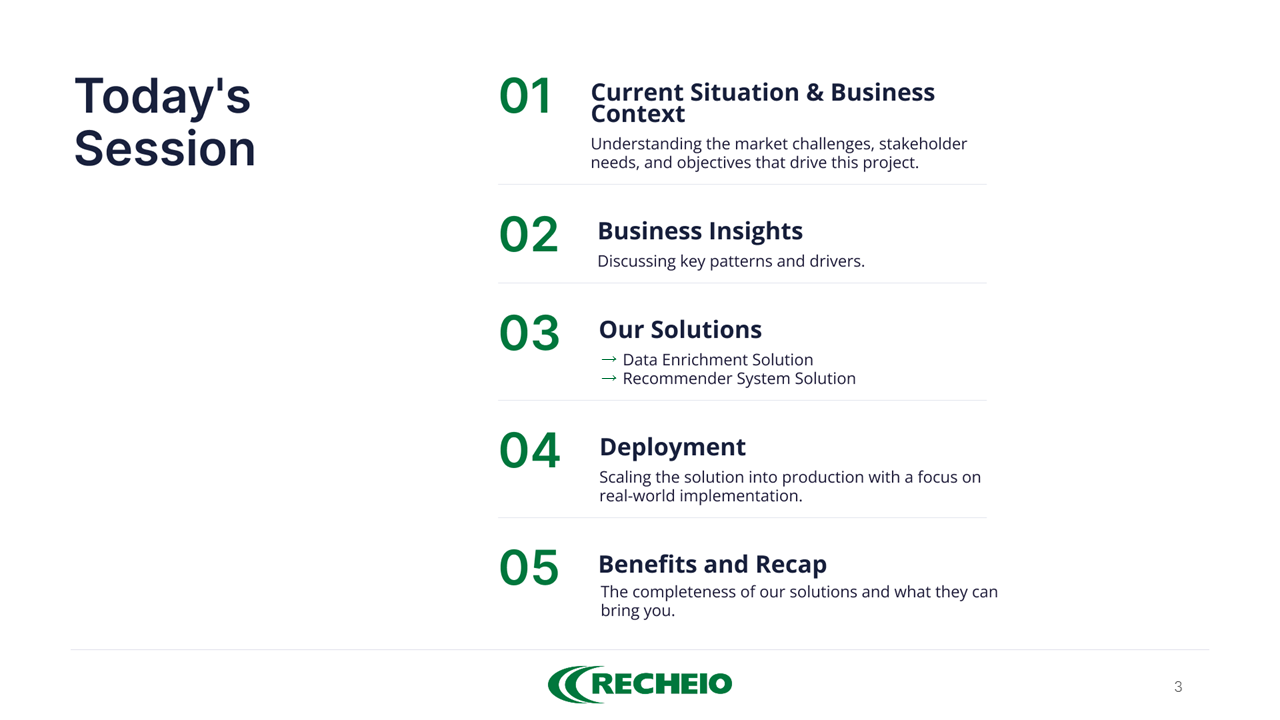 Today's
Session
01
Current Situation & Business
Context
Understanding the market challenges, stakeholder
needs, and objectives that drive this project.
02
Business Insights
Discussing key patterns and drivers.
03
Our Solutions
→ Data Enrichment Solution
→ Recommender System Solution
04
Deployment
Scaling the solution into production with a focus on
real-world implementation.
05
Benefits and Recap
The completeness of our solutions and what they can
bring you.
RECHEIO
3